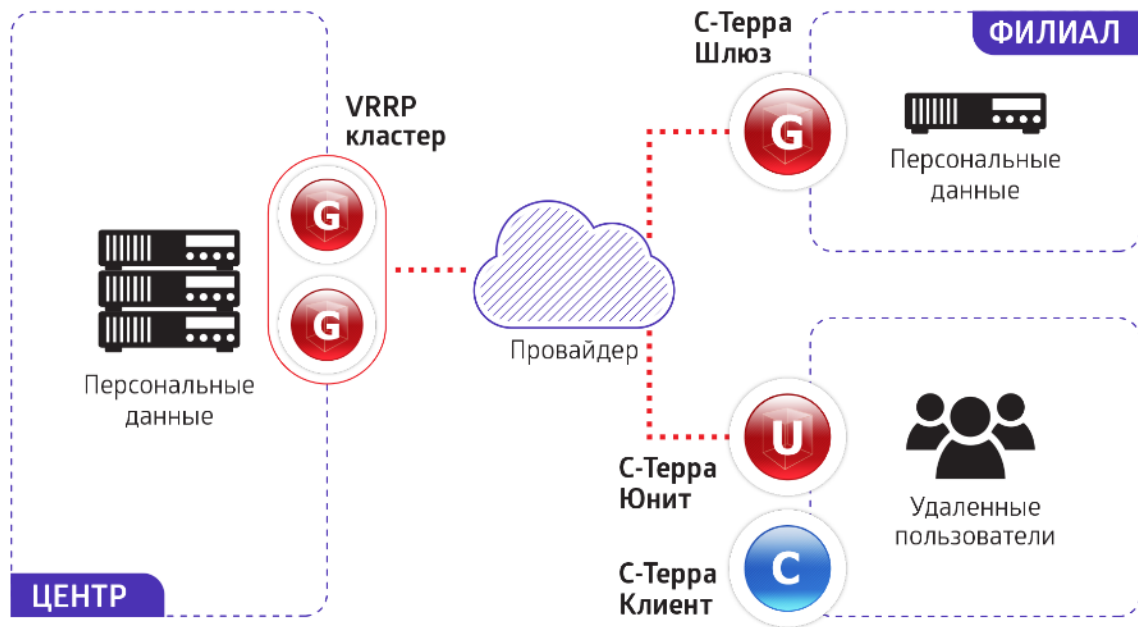 С-Терра
Шлюз
ФИЛИАЛ
G
Персональные
данные
VRRP
кластер
G
G
Персональные
данные
Провайдер
U
С-Терра
Юнит
Удаленные
пользователи
C
С-Терра
Клиент
ЦЕНТР